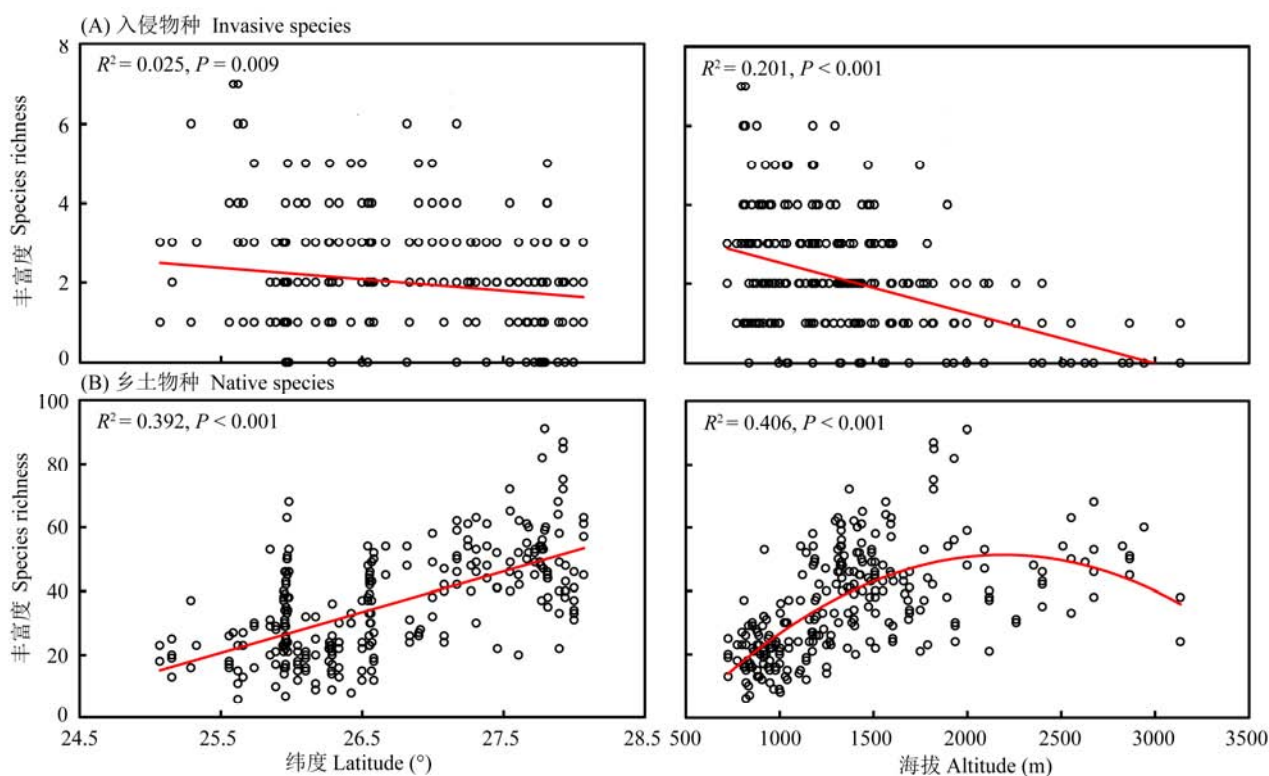 (A) 入侵物种 Invasive species
R² = 0.025, P = 0.009
R² = 0.201, P < 0.001
丰富度 Species richness
8
6
4
2
0
(B) 乡土物种 Native species
R² = 0.392, P < 0.001
R² = 0.406, P < 0.001
丰富度 Species richness
100
80
60
40
20
0
24.5 25.5 26.5 27.5 28.5
500 1000 1500 2000 2500 3000 3500
纬度 Latitude (°)
海拔 Altitude (m)